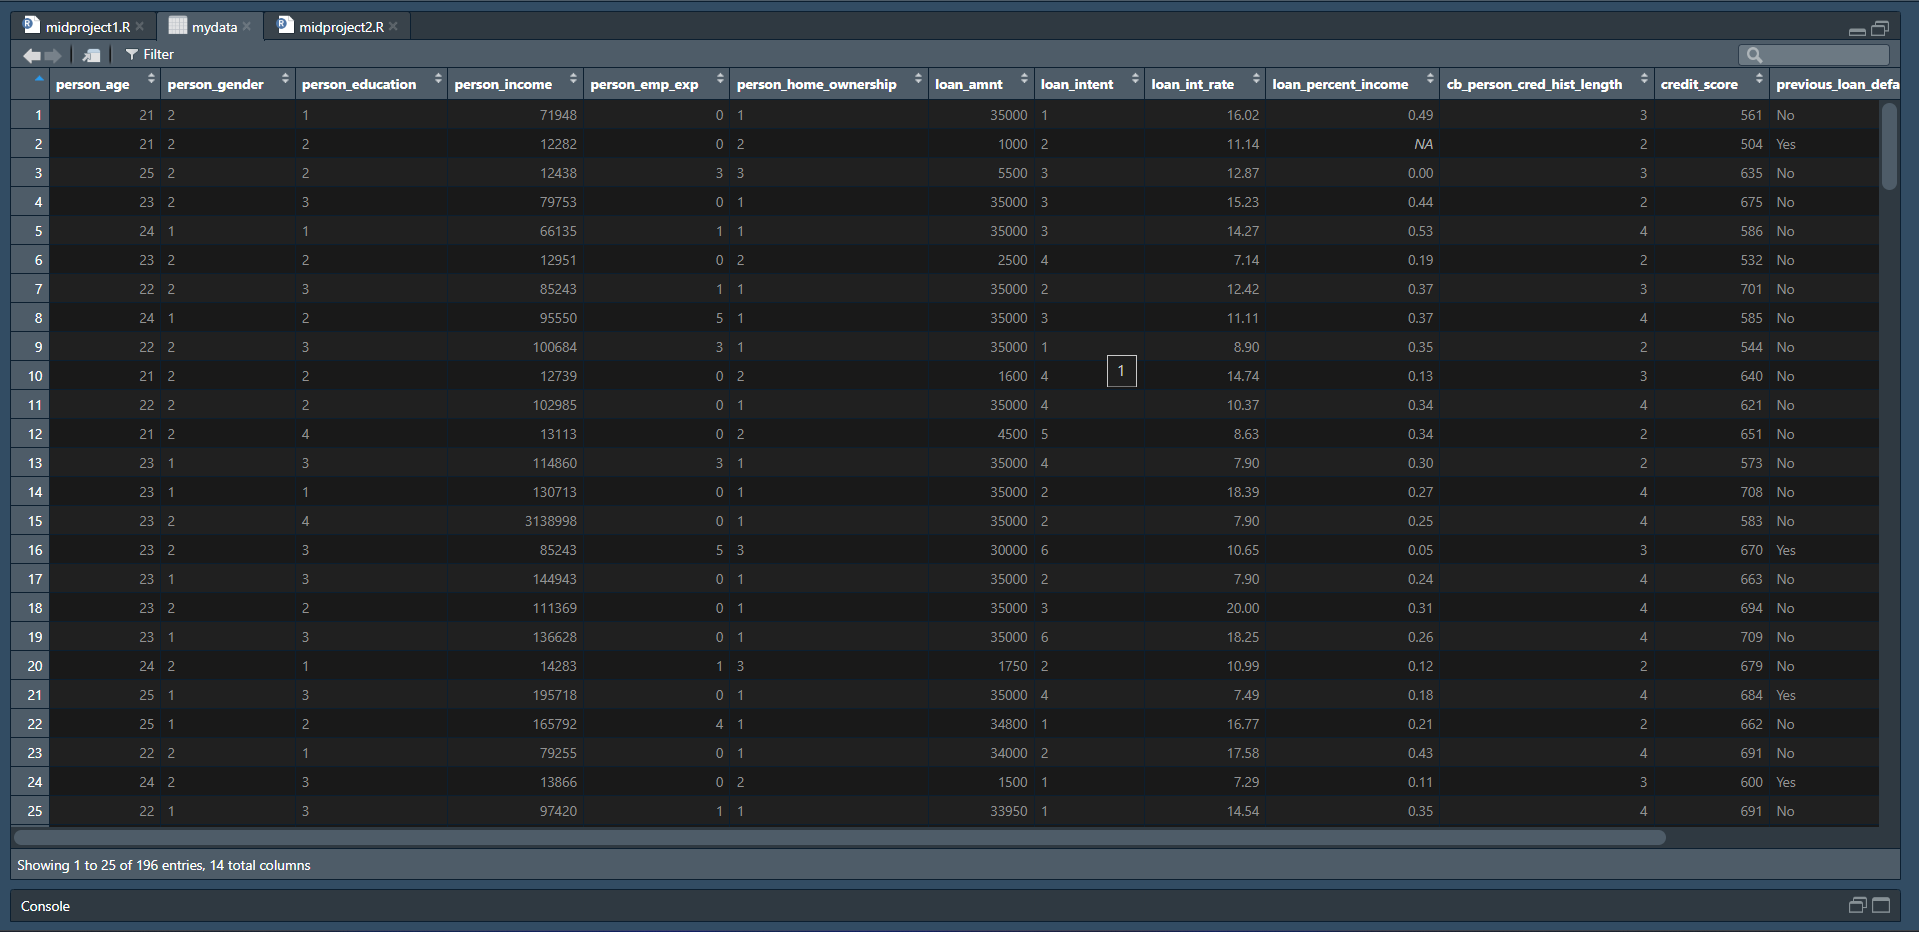 midproject1.R mydata midproject2.R
Filter
person_age person_gender person_education person_income person_emp_exp person_home_ownership loan_amnt loan_intent loan_int_rate loan_percent_income cb_person_cred_hist_length credit_score previous_loan_defa
1 21 2 1 71948 0 1 35000 1 16.02 0.49 3 561 No
2 21 2 2 12282 0 2 1000 2 11.14 NA 2 504 Yes
3 25 2 2 12438 3 3 5500 3 12.87 0.00 3 635 No
4 23 2 3 79753 0 1 35000 3 15.23 0.44 2 675 No
5 24 1 1 66135 1 1 35000 3 14.27 0.53 4 586 No
6 23 2 2 12951 0 2 2500 4 7.14 0.19 2 532 No
7 22 2 3 85243 1 1 35000 2 12.42 0.37 3 701 No
8 24 1 2 95550 5 1 35000 3 11.11 0.37 4 585 No
9 22 2 3 100684 3 1 35000 1 8.90 0.35 2 544 No
10 21 2 2 12739 0 2 1600 4 14.74 0.13 3 640 No
1
11 22 2 2 102985 0 1 35000 4 10.37 0.34 4 621 No
12 21 2 4 13113 0 2 4500 5 8.63 0.34 2 651 No
13 23 1 3 114860 3 1 35000 4 7.90 0.30 2 573 No
14 23 1 1 130713 0 1 35000 2 18.39 0.27 4 708 No
15 23 2 4 3138998 0 1 35000 2 7.90 0.25 4 583 No
16 23 2 3 85243 5 3 30000 6 10.65 0.05 3 670 Yes
17 23 1 3 144943 0 1 35000 2 7.90 0.24 4 663 No
18 23 2 2 111369 0 1 35000 3 20.00 0.31 4 694 No
19 23 1 3 136628 0 1 35000 6 18.25 0.26 4 709 No
20 24 2 1 14283 1 3 1750 2 10.99 0.12 2 679 No
21 25 1 3 195718 0 1 35000 4 7.49 0.18 4 684 Yes
22 25 1 2 165792 4 1 34800 1 16.77 0.21 2 662 No
23 22 2 1 79255 0 1 34000 2 17.58 0.43 4 691 No
24 24 2 3 13866 0 2 1500 1 7.29 0.11 3 600 Yes
25 22 1 3 97420 1 1 33950 1 14.54 0.35 4 691 No
Showing 1 to 25 of 196 entries, 14 total columns
Console